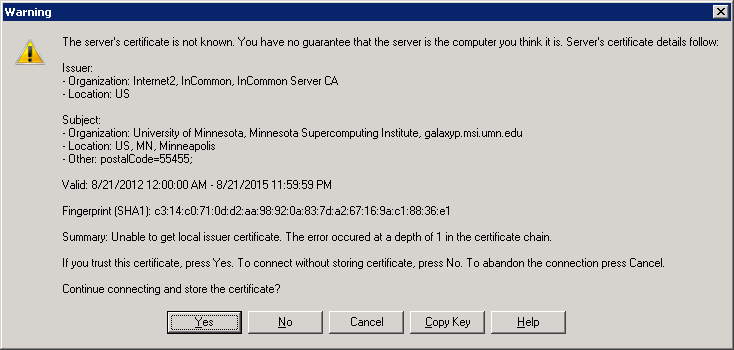 Warning
The server's certificate is not known. You have no guarantee that the server is the computer you think it is. Server's certificate details follow:
Issuer:
- Organization: Internet2, InCommon, InCommon Server CA
- Location: US
Subject:
- Organization: University of Minnesota, Minnesota Supercomputing Institute, galaxyp.msi.umn.edu
- Location: US, MN, Minneapolis
- Other: postalCode=55455;
Valid: 8/21/2012 12:00:00 AM - 8/21/2015 11:59:59 PM
Fingerprint (SHA1): c3:14:c0:71:0d:d2:aa:98:92:0a:83:7d:a2:67:16:9a:c1:88:36:e1
Summary: Unable to get local issuer certificate. The error occured at a depth of 1 in the certificate chain.
If you trust this certificate, press Yes. To connect without storing certificate, press No. To abandon the connection press Cancel.
Continue connecting and store the certificate?
Yes No Cancel Copy Key Help